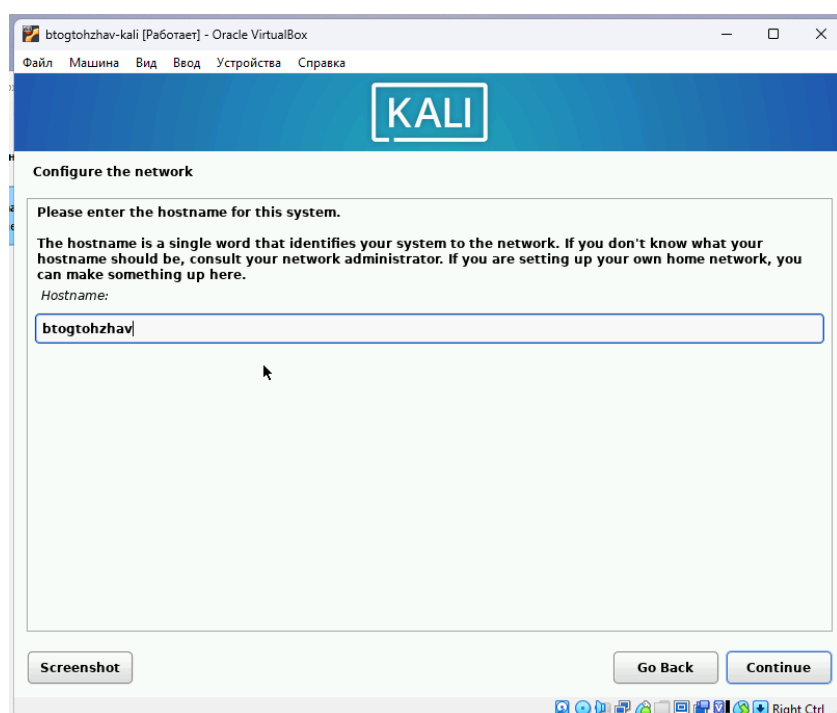 btogtohzhav-kali [Работает] - Oracle VirtualBox
Файл Машина Вид Ввод Устройства Справка
KALI
Configure the network
Please enter the hostname for this system.
The hostname is a single word that identifies your system to the network. If you don't know what your
hostname should be, consult your network administrator. If you are setting up your own home network, you
can make something up here.
Hostname:
btogtohzhav
Screenshot
Go Back
Continue
Right Ctrl